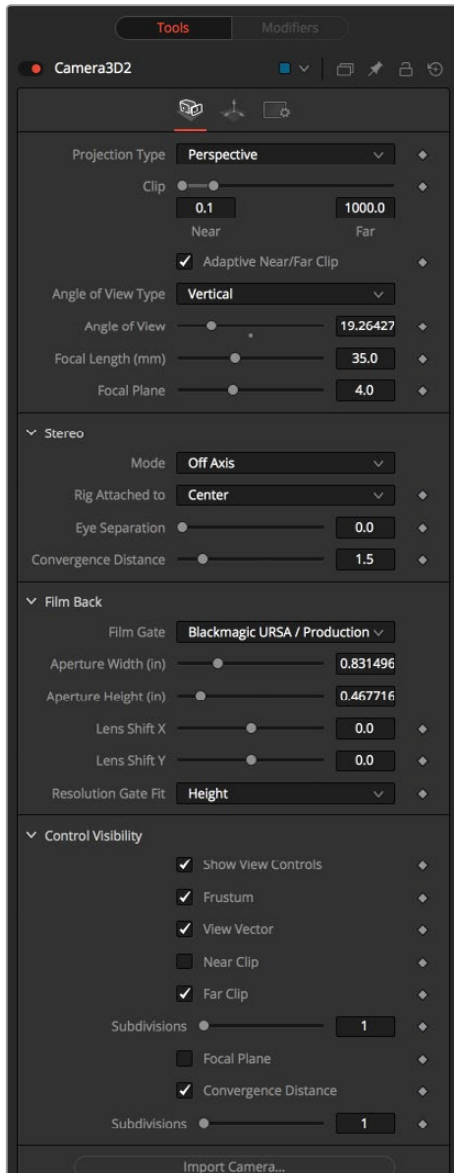 Tools Modifiers
Camera3D2
Projection Type Perspective
Clip
0.1 1000.0
Near Far
Adaptive Near/Far Clip
Angle of View Type Vertical
Angle of View 19.26427
Focal Length (mm) 35.0
Focal Plane 4.0
Stereo
Mode Off Axis
Rig Attached to Center
Eye Separation 0.0
Convergence Distance 1.5
Film Back
Film Gate Blackmagic URSA / Production
Aperture Width (in) 0.831496
Aperture Height (in) 0.467716
Lens Shift X 0.0
Lens Shift Y 0.0
Resolution Gate Fit Height
Control Visibility
Show View Controls
Frustum
View Vector
Near Clip
Far Clip
Subdivisions 1
Focal Plane
Convergence Distance
Subdivisions 1
Import Camera...